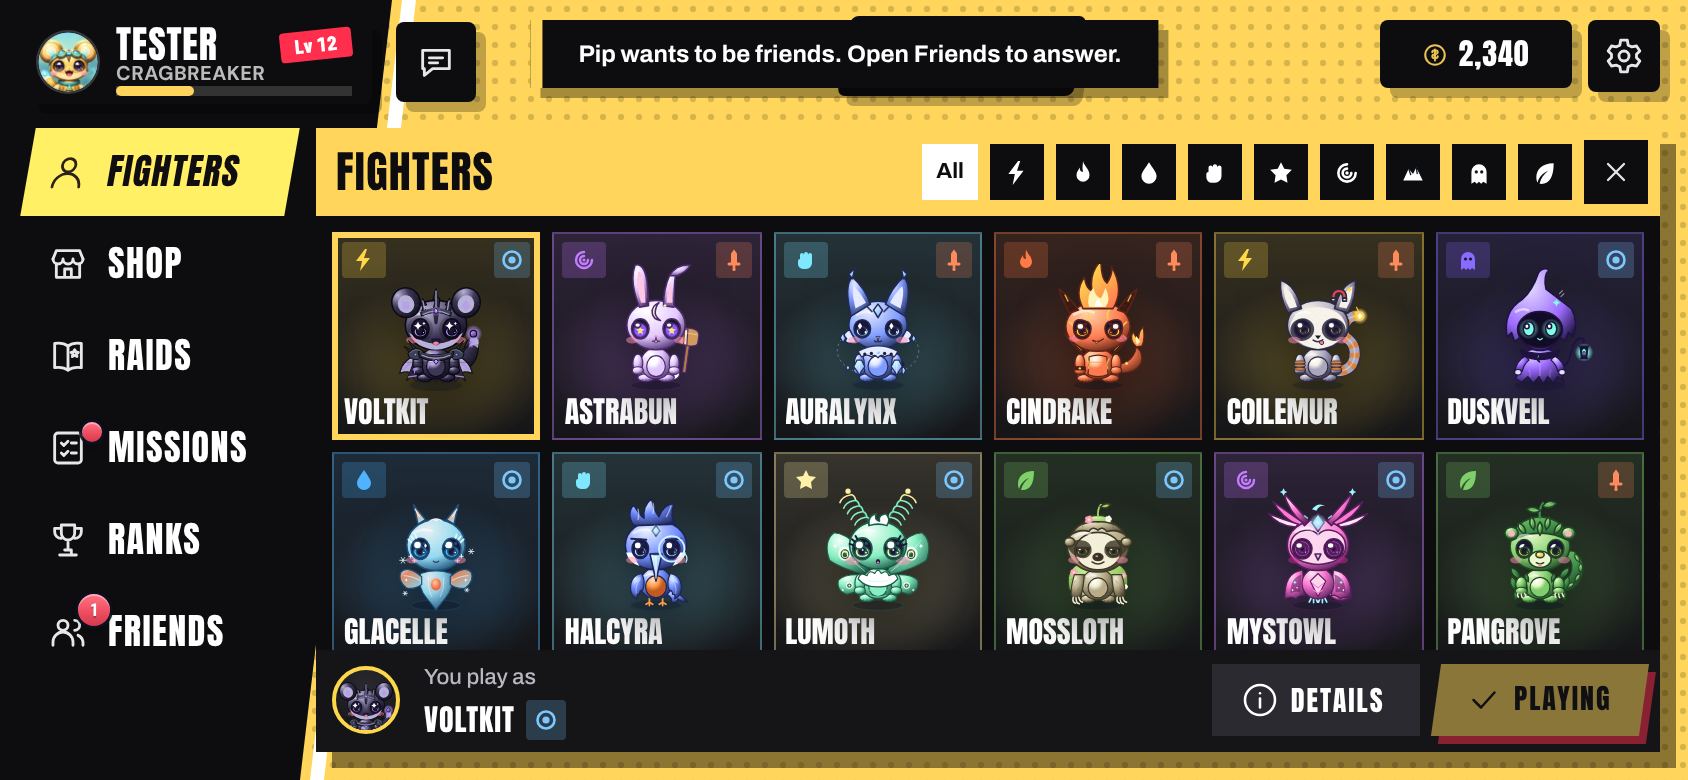 TESTER
Lv 12
CRAGBREAKER
Pip wants to be friends. Open Friends to answer.
2,340
FIGHTERS
SHOP
RAIDS
MISSIONS
RANKS
1
FRIENDS
FIGHTERS
All
VOLTKIT
ASTRABUN
AURALYNX
CINDRAKE
COILEMUR
DUSKVEIL
GLACELLE
HALCYRA
LUMOTH
MOSSLOTH
MYSTOWL
PANGROVE
You play as
VOLTKIT
DETAILS
PLAYING